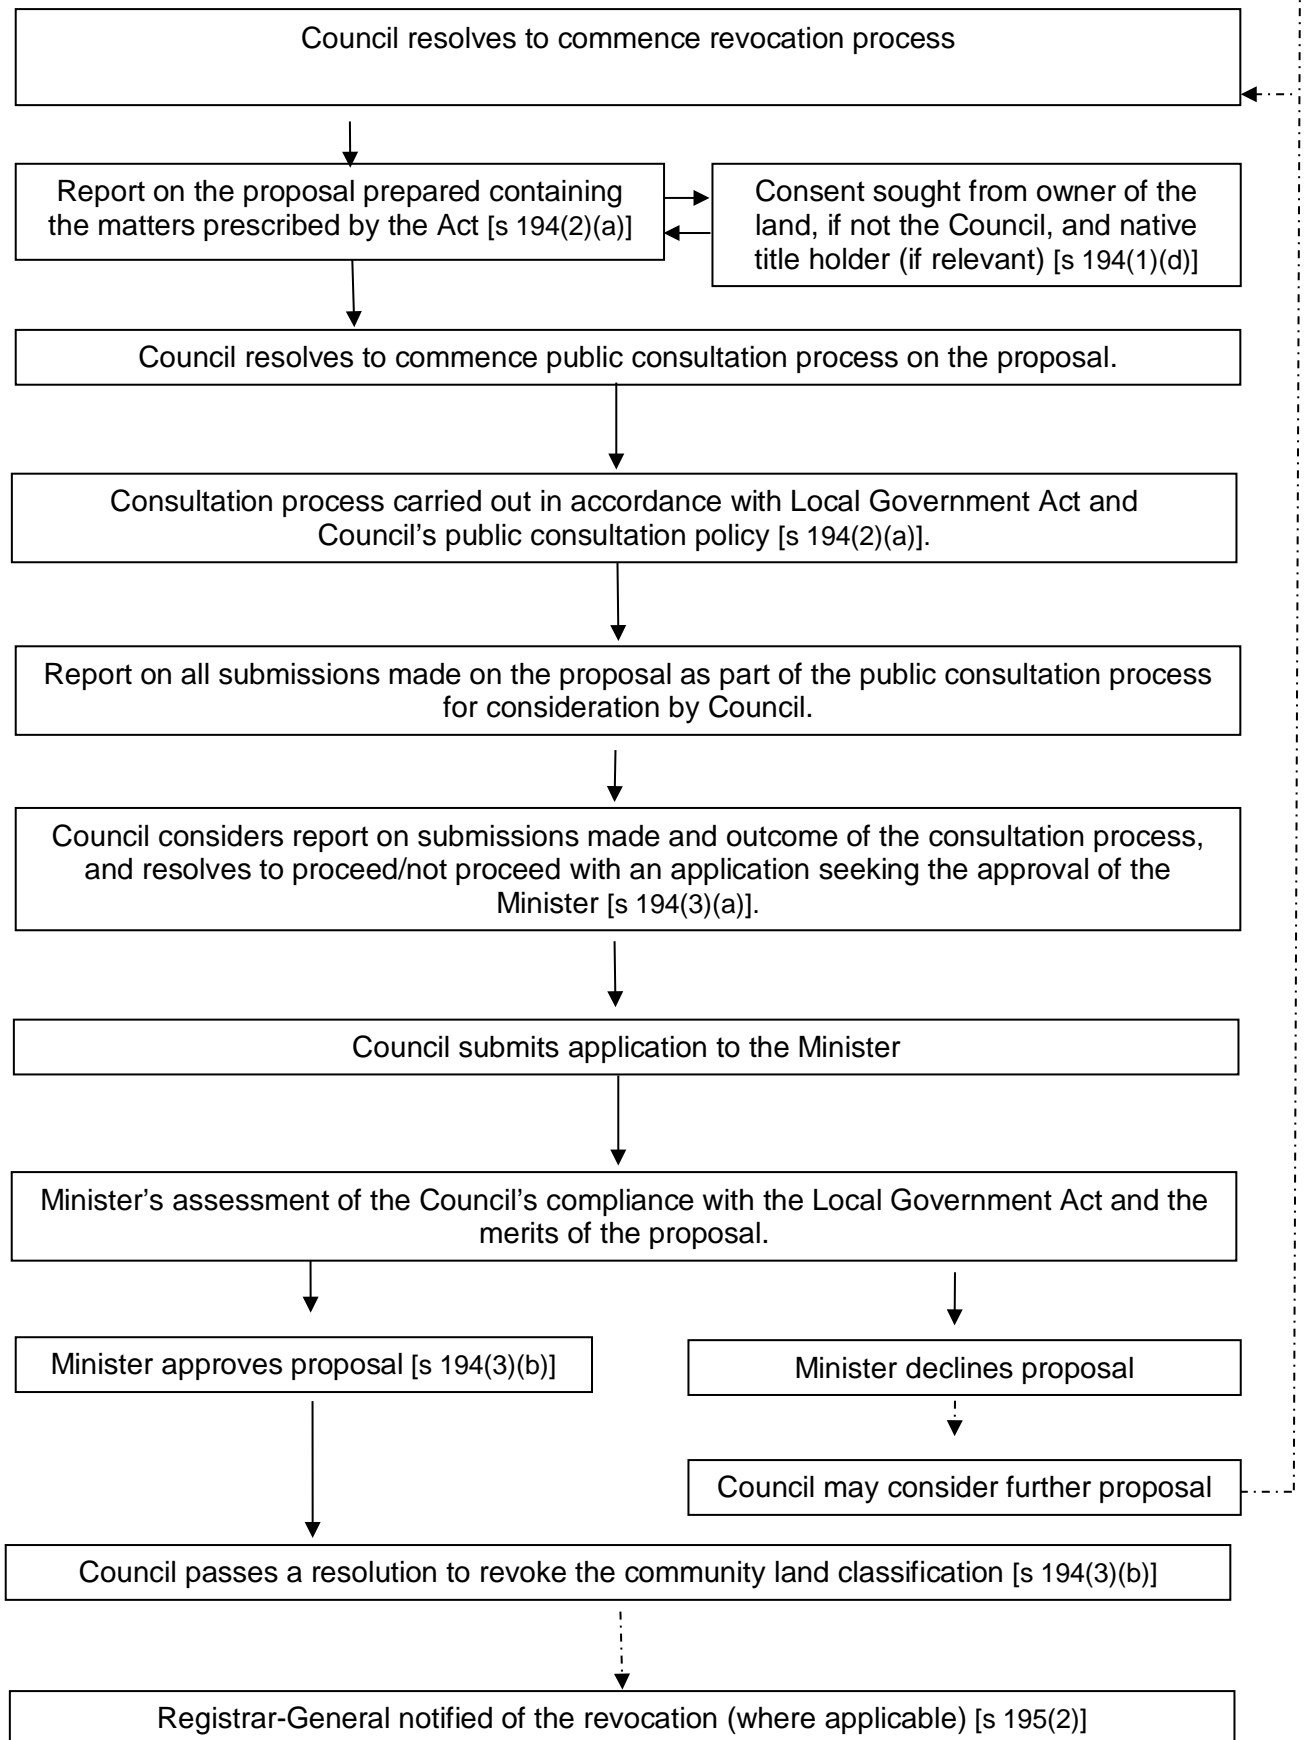 Council resolves to commence revocation process
Report on the proposal prepared containing
the matters prescribed by the Act [s 194(2)(a)]
Consent sought from owner of the
land, if not the Council, and native
title holder (if relevant) [s 194(1)(d)]
Council resolves to commence public consultation process on the proposal.
Consultation process carried out in accordance with Local Government Act and
Council’s public consultation policy [s 194(2)(a)].
Report on all submissions made on the proposal as part of the public consultation process
for consideration by Council.
Council considers report on submissions made and outcome of the consultation process,
and resolves to proceed/not proceed with an application seeking the approval of the
Minister [s 194(3)(a)].
Council submits application to the Minister
Minister’s assessment of the Council’s compliance with the Local Government Act and the
merits of the proposal.
Minister approves proposal [s 194(3)(b)]
Minister declines proposal
Council may consider further proposal
Council passes a resolution to revoke the community land classification [s 194(3)(b)]
Registrar-General notified of the revocation (where applicable) [s 195(2)]